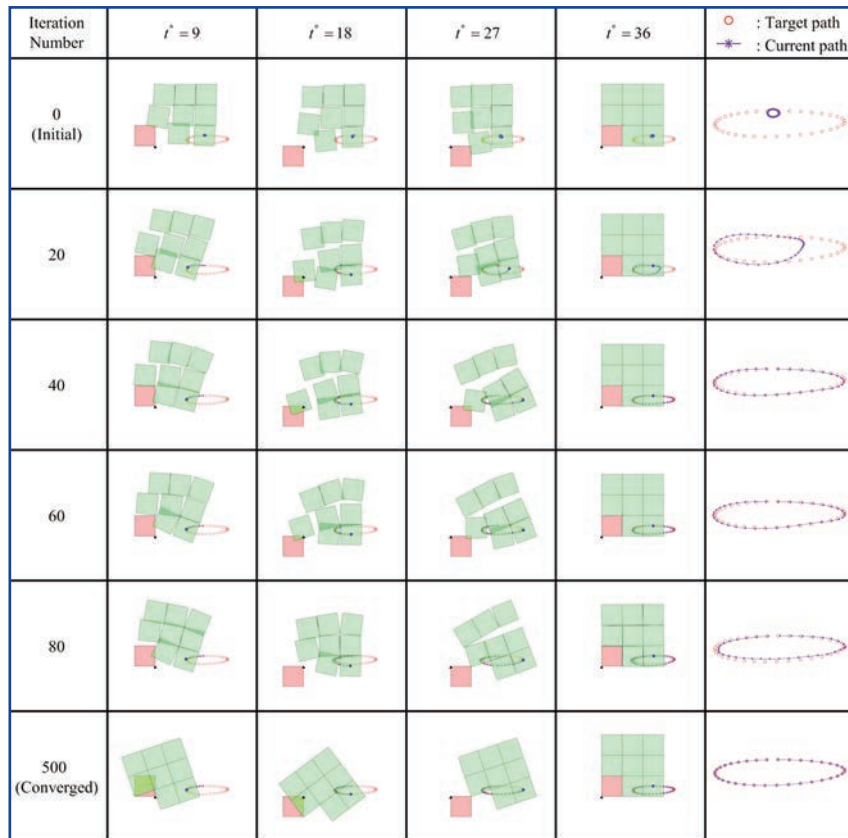 Iteration
Number
t* = 9
t* = 18
t* = 27
t* = 36
: Target path
: Current path
0
(Initial)
20
40
60
80
500
(Converged)